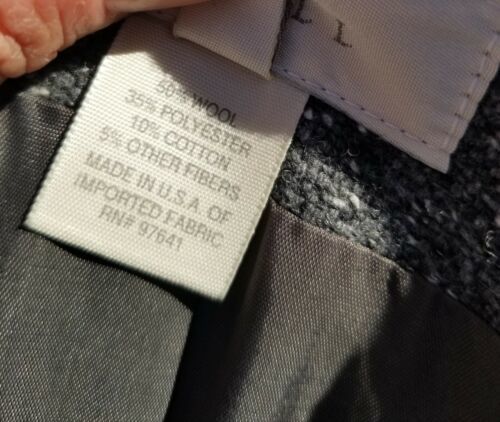 L L
50% WOOL
35% POLYESTER
10% COTTON
5% OTHER FIBERS
MADE IN U.S.A. OF
IMPORTED FABRIC
RN# 97641